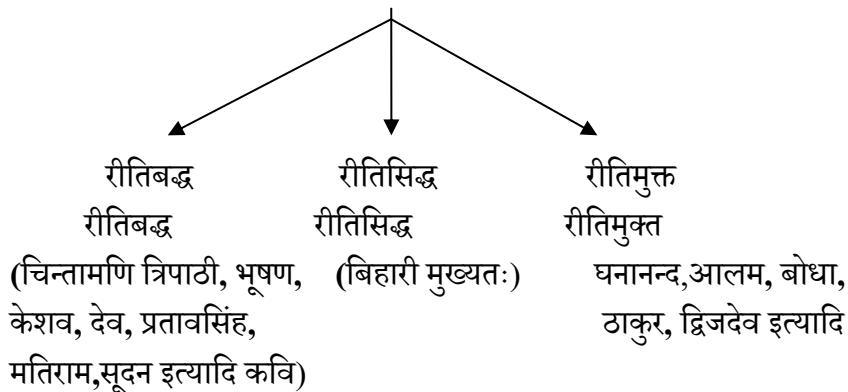 रीतिबद्ध रीतिसिद्ध रीतिमुक्त
रीतिबद्ध रीतिसिद्ध रीतिमुक्त
(चिन्तामणि त्रिपाठी, भूषण, (बिहारी मुख्यतः) घनानन्द,आलम, बोधा,
केशव, देव, प्रतावसिंह, ठाकुर, द्विजदेव इत्यादि
मतिराम,सूदन इत्यादि कवि)